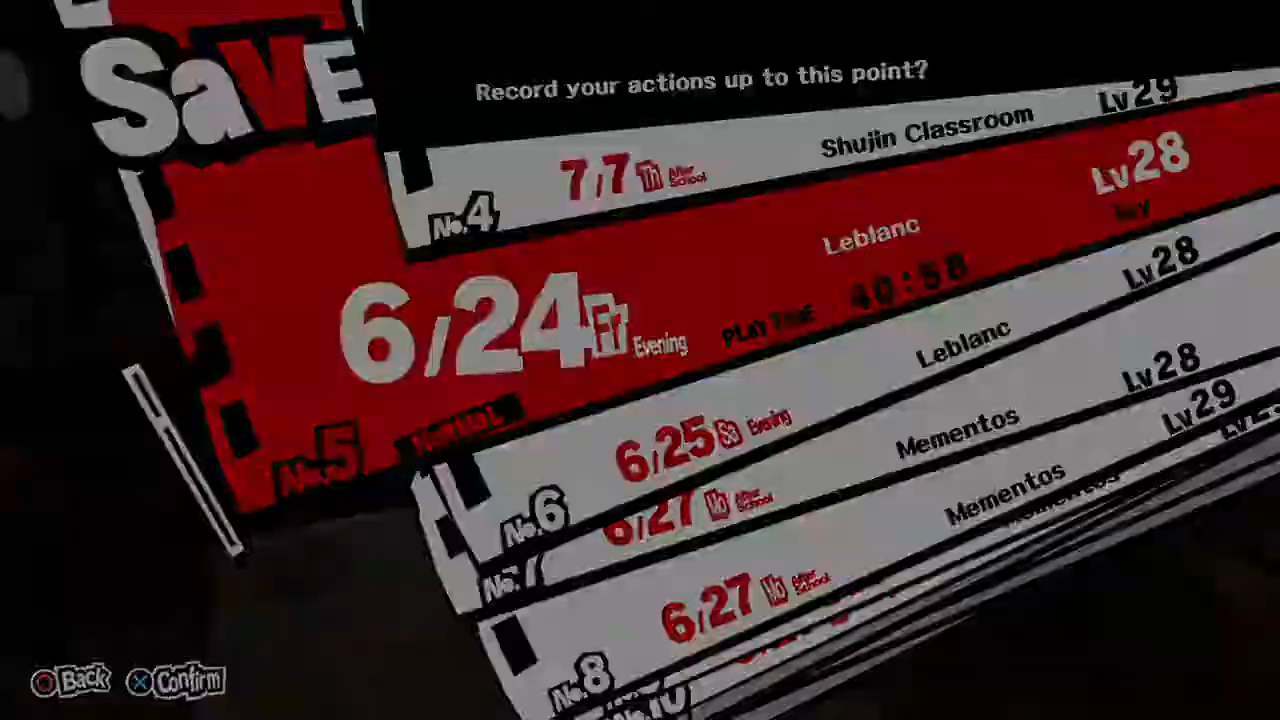 SaVE
Record your actions up to this point?
No.4 7/7 Th After School Shujin Classroom Lv29
No.5 6/24 Fr Evening Leblanc Lv28
NORMAL PLAY TIME 40:58
No.6 6/25 Sa Evening Leblanc Lv28
No.7 6/27 Mo After School Mementos Lv28
No.8 6/27 Mo After School Mementos Lv29
No.10
Back Confirm